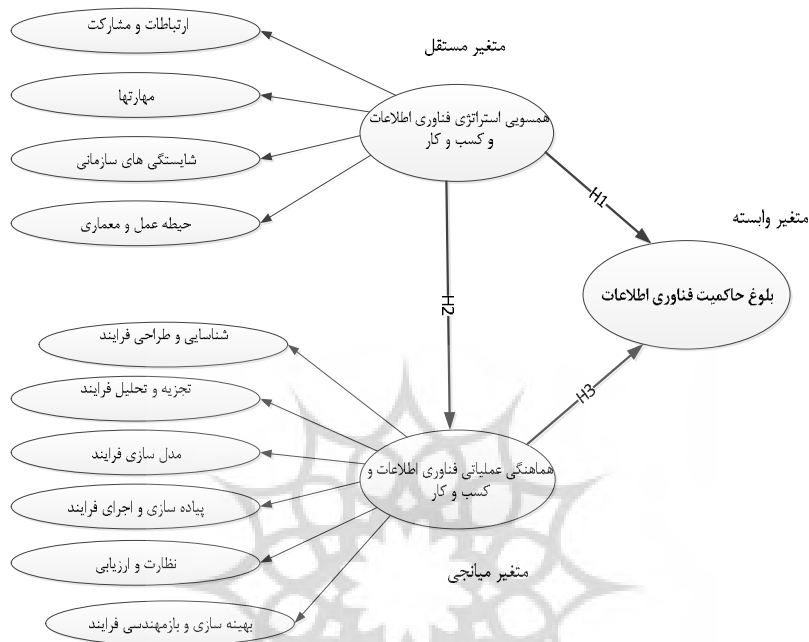 ارتباطات و مشارکت
مهارتها
شایستگی های سازمانی
حیطه عمل و معماری
متغیر مستقل
همسویی استراتژی فناوری اطلاعات
و کسب و کار
H1
متغیر وابسته
بلوغ حاکمیت فناوری اطلاعات
H2
H3
شناسایی و طراحی فرایند
تجزیه و تحلیل فرایند
مدل سازی فرایند
پیاده سازی و اجرای فرایند
نظارت و ارزیابی
بهینه سازی و بازمهندسی فرایند
هماهنگی عملیاتی فناوری اطلاعات و
کسب و کار
متغیر میانجی